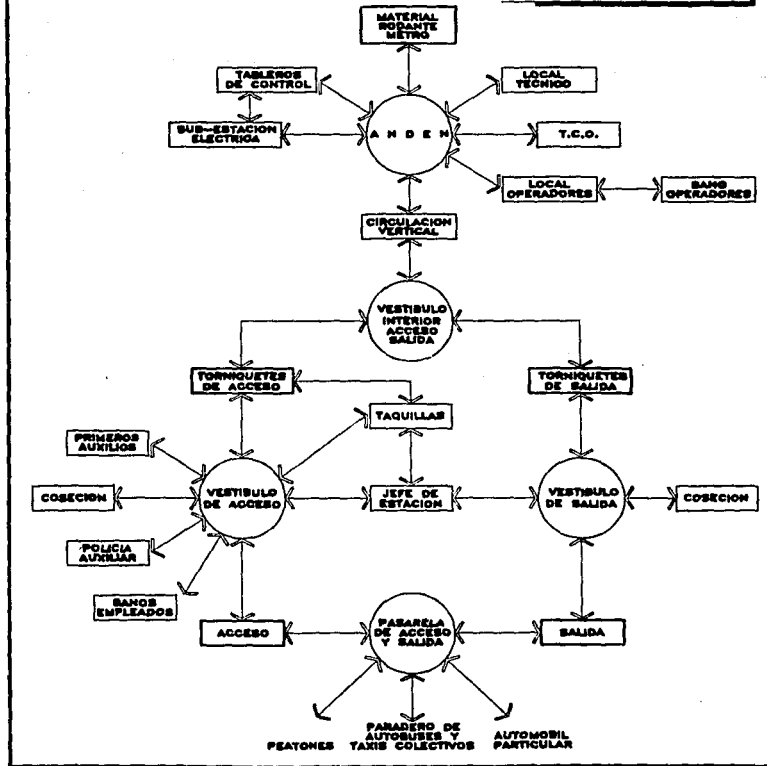 MATERIAL
RODANTE
METRO
TABLEROS
DE CONTROL
LOCAL
TECNICO
SUB-ESTACION
ELECTRICA
ANDEN
T.C.O.
LOCAL
OPERADORES
BANO
OPERADORES
CIRCULACION
VERTICAL
VESTIBULO
INTERIOR
ACCESO
SALIDA
TORNIQUETES
DE ACCESO
TORNIQUETES
DE SALIDA
TAQUILLAS
PRIMEROS
AUXILIOS
COSECION
VESTIBULO
DE ACCESO
JEFE DE
ESTACION
VESTIBULO
DE SALIDA
COSECION
POLICIA
AUXILIAR
BANOS
EMPLEADOS
ACCESO
PASARELA
DE ACCESO
Y SALIDA
SALIDA
PEATONES
PARADERO DE
AUTOBUSES Y
TAXIS COLECTIVOS
AUTOMOBIL
PARTICULAR